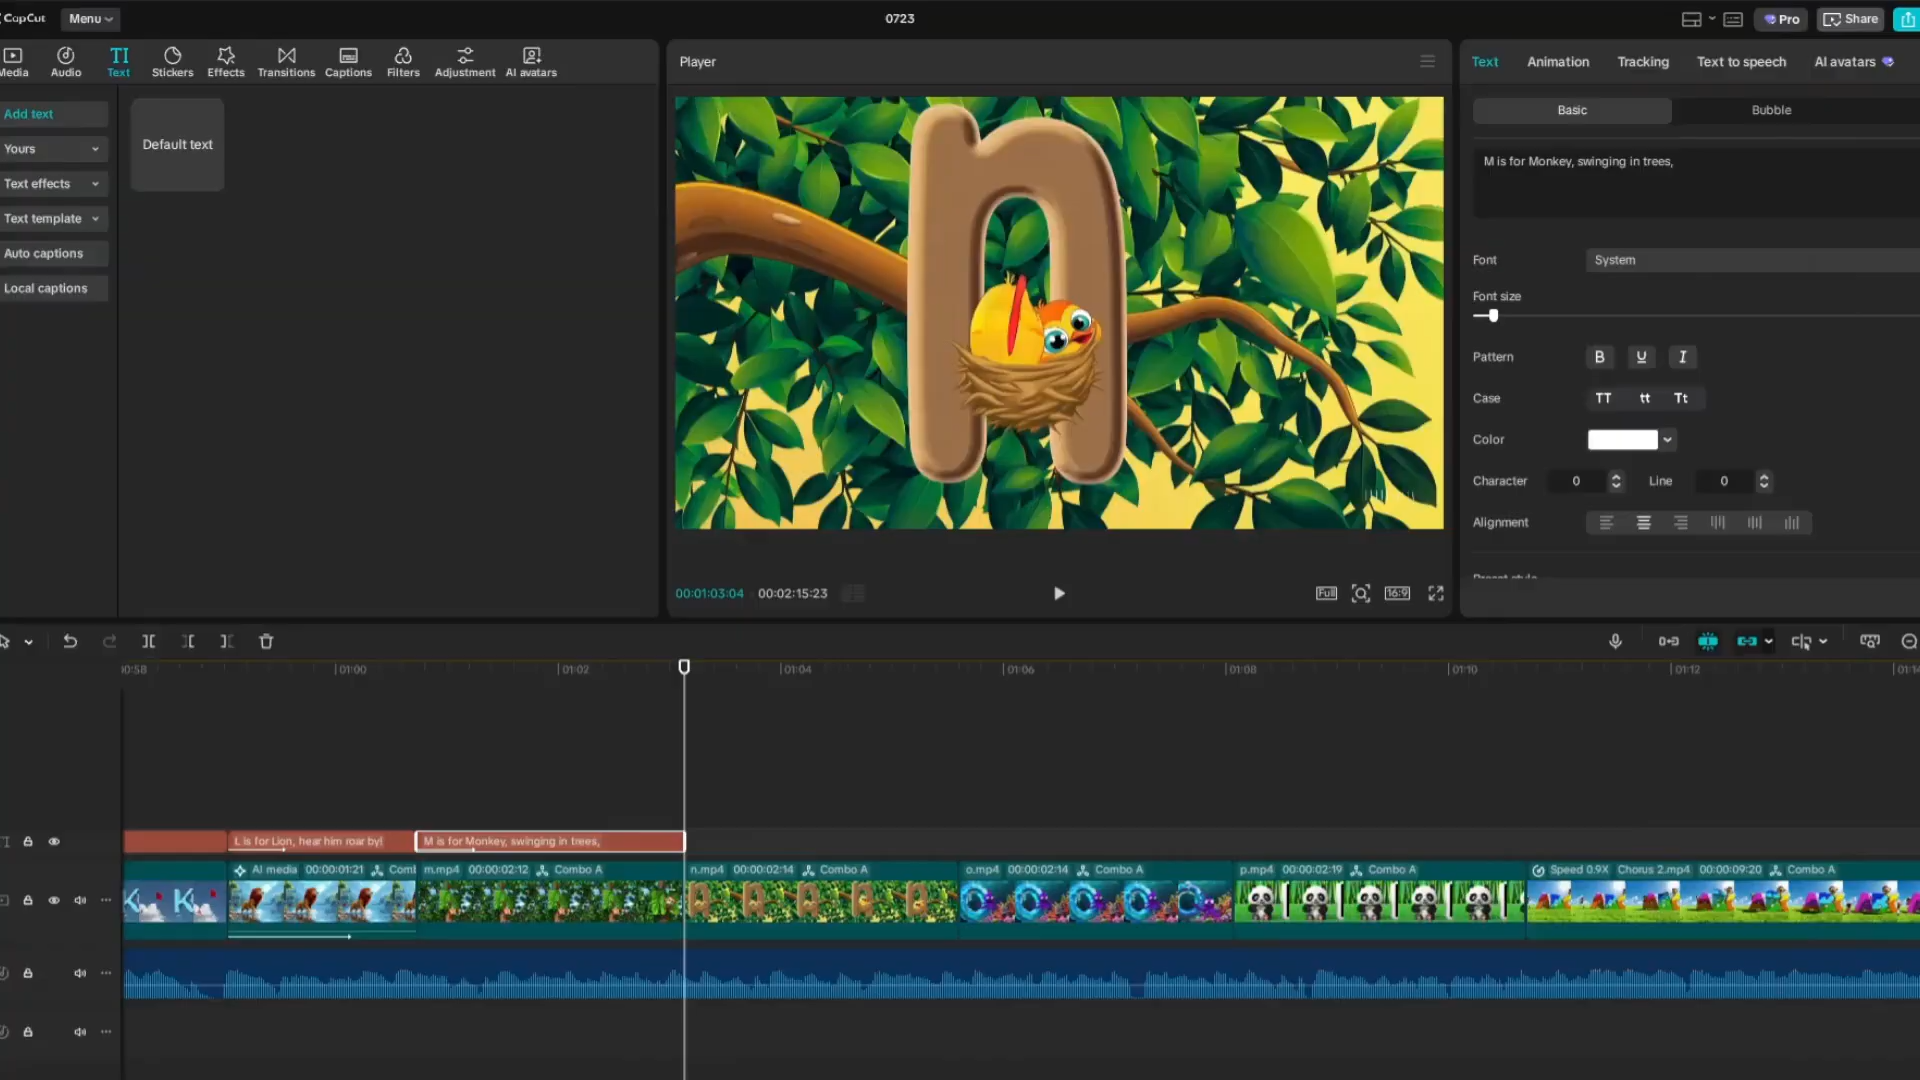 CapCut
Menu
0723
Pro
Share
Media
Audio
TI
Text
Stickers
Effects
Transitions
Captions
Filters
Adjustment
AI avatars
Add text
Yours
Text effects
Text template
Auto captions
Local captions
Default text
Player
n
00:01:03:04
00:02:15:23
Full
16:9
Text
Animation
Tracking
Text to speech
AI avatars
Basic
Bubble
M is for Monkey, swinging in trees,
Font
System
Font size
Pattern
B
U
I
Case
TT
tt
Tt
Color
Character
0
Line
0
Alignment
Preset style
00:58
01:00
01:02
01:04
01:06
01:08
01:10
01:12
01:14
L is for Lion, hear him roar by!
M is for Monkey, swinging in trees,
AI media 00:00:01:21 Comb
m.mp4 00:00:02:12 Combo A
n.mp4 00:00:02:14 Combo A
o.mp4 00:00:02:14 Combo A
p.mp4 00:00:02:19 Combo A
Speed 0.9X Chorus 2.mp4 00:00:09:20 Combo A